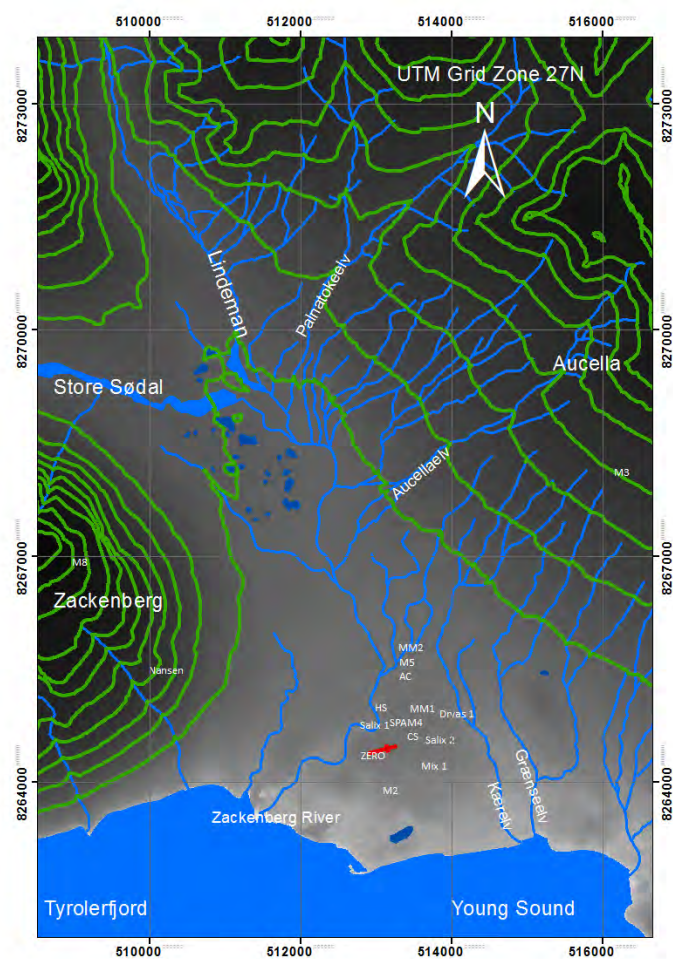 510000 512000 514000 516000
UTM Grid Zone 27N
8273000 8273000
N
Lindeman
Palnatokeelv
8270000 8270000
Aucella
Store Sødal
Aucellaelv
M3
8267000 8267000
M8
Zackenberg
MM2
M5
Nansen
AC
HS MM1
Dryas 1
Salix 1 SPAM4
CS Salix 2
ZERO
Mix 1
Grænseelv
Kærelv
8264000 8264000
M2
Zackenberg River
Tyrolerfjord Young Sound
510000 512000 514000 516000